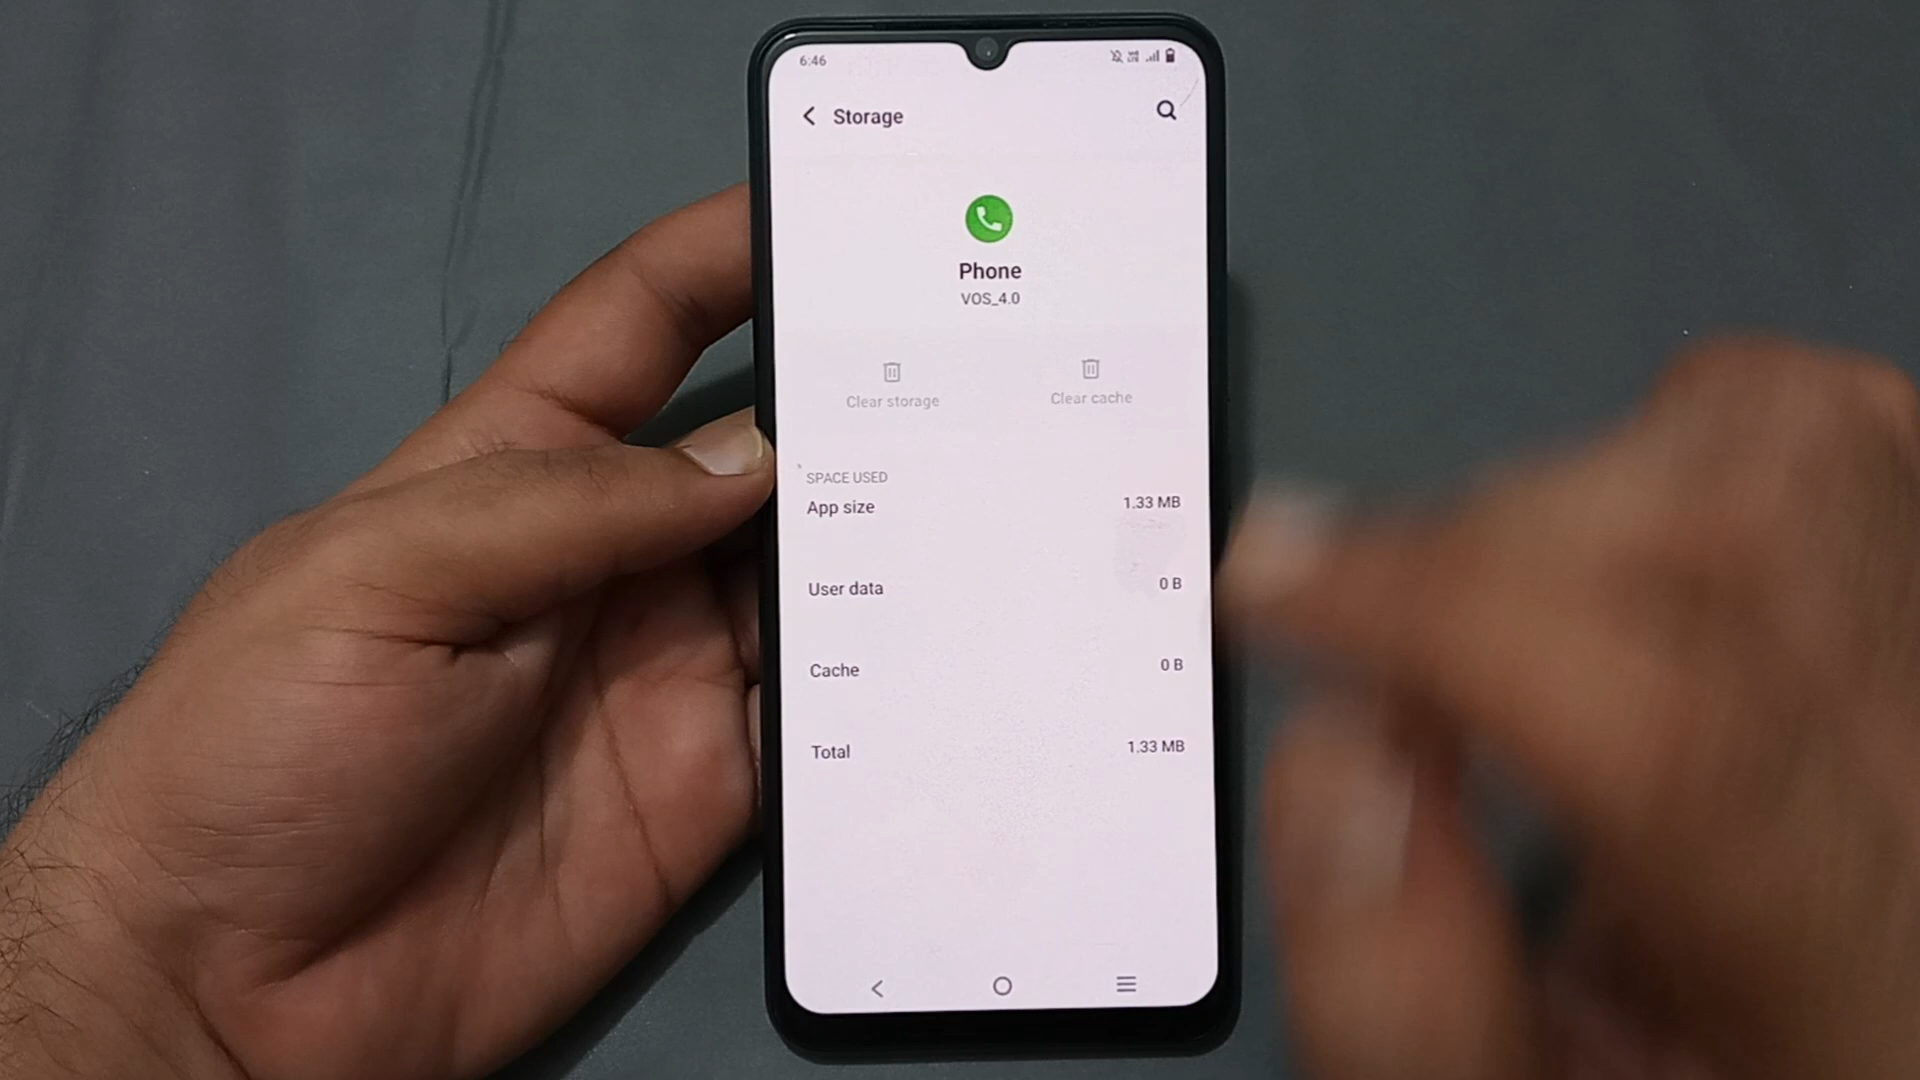 6:46
Storage
Phone
VOS_4.0
Clear storage
Clear cache
SPACE USED
App size
1.33 MB
User data
0 B
Cache
0 B
Total
1.33 MB